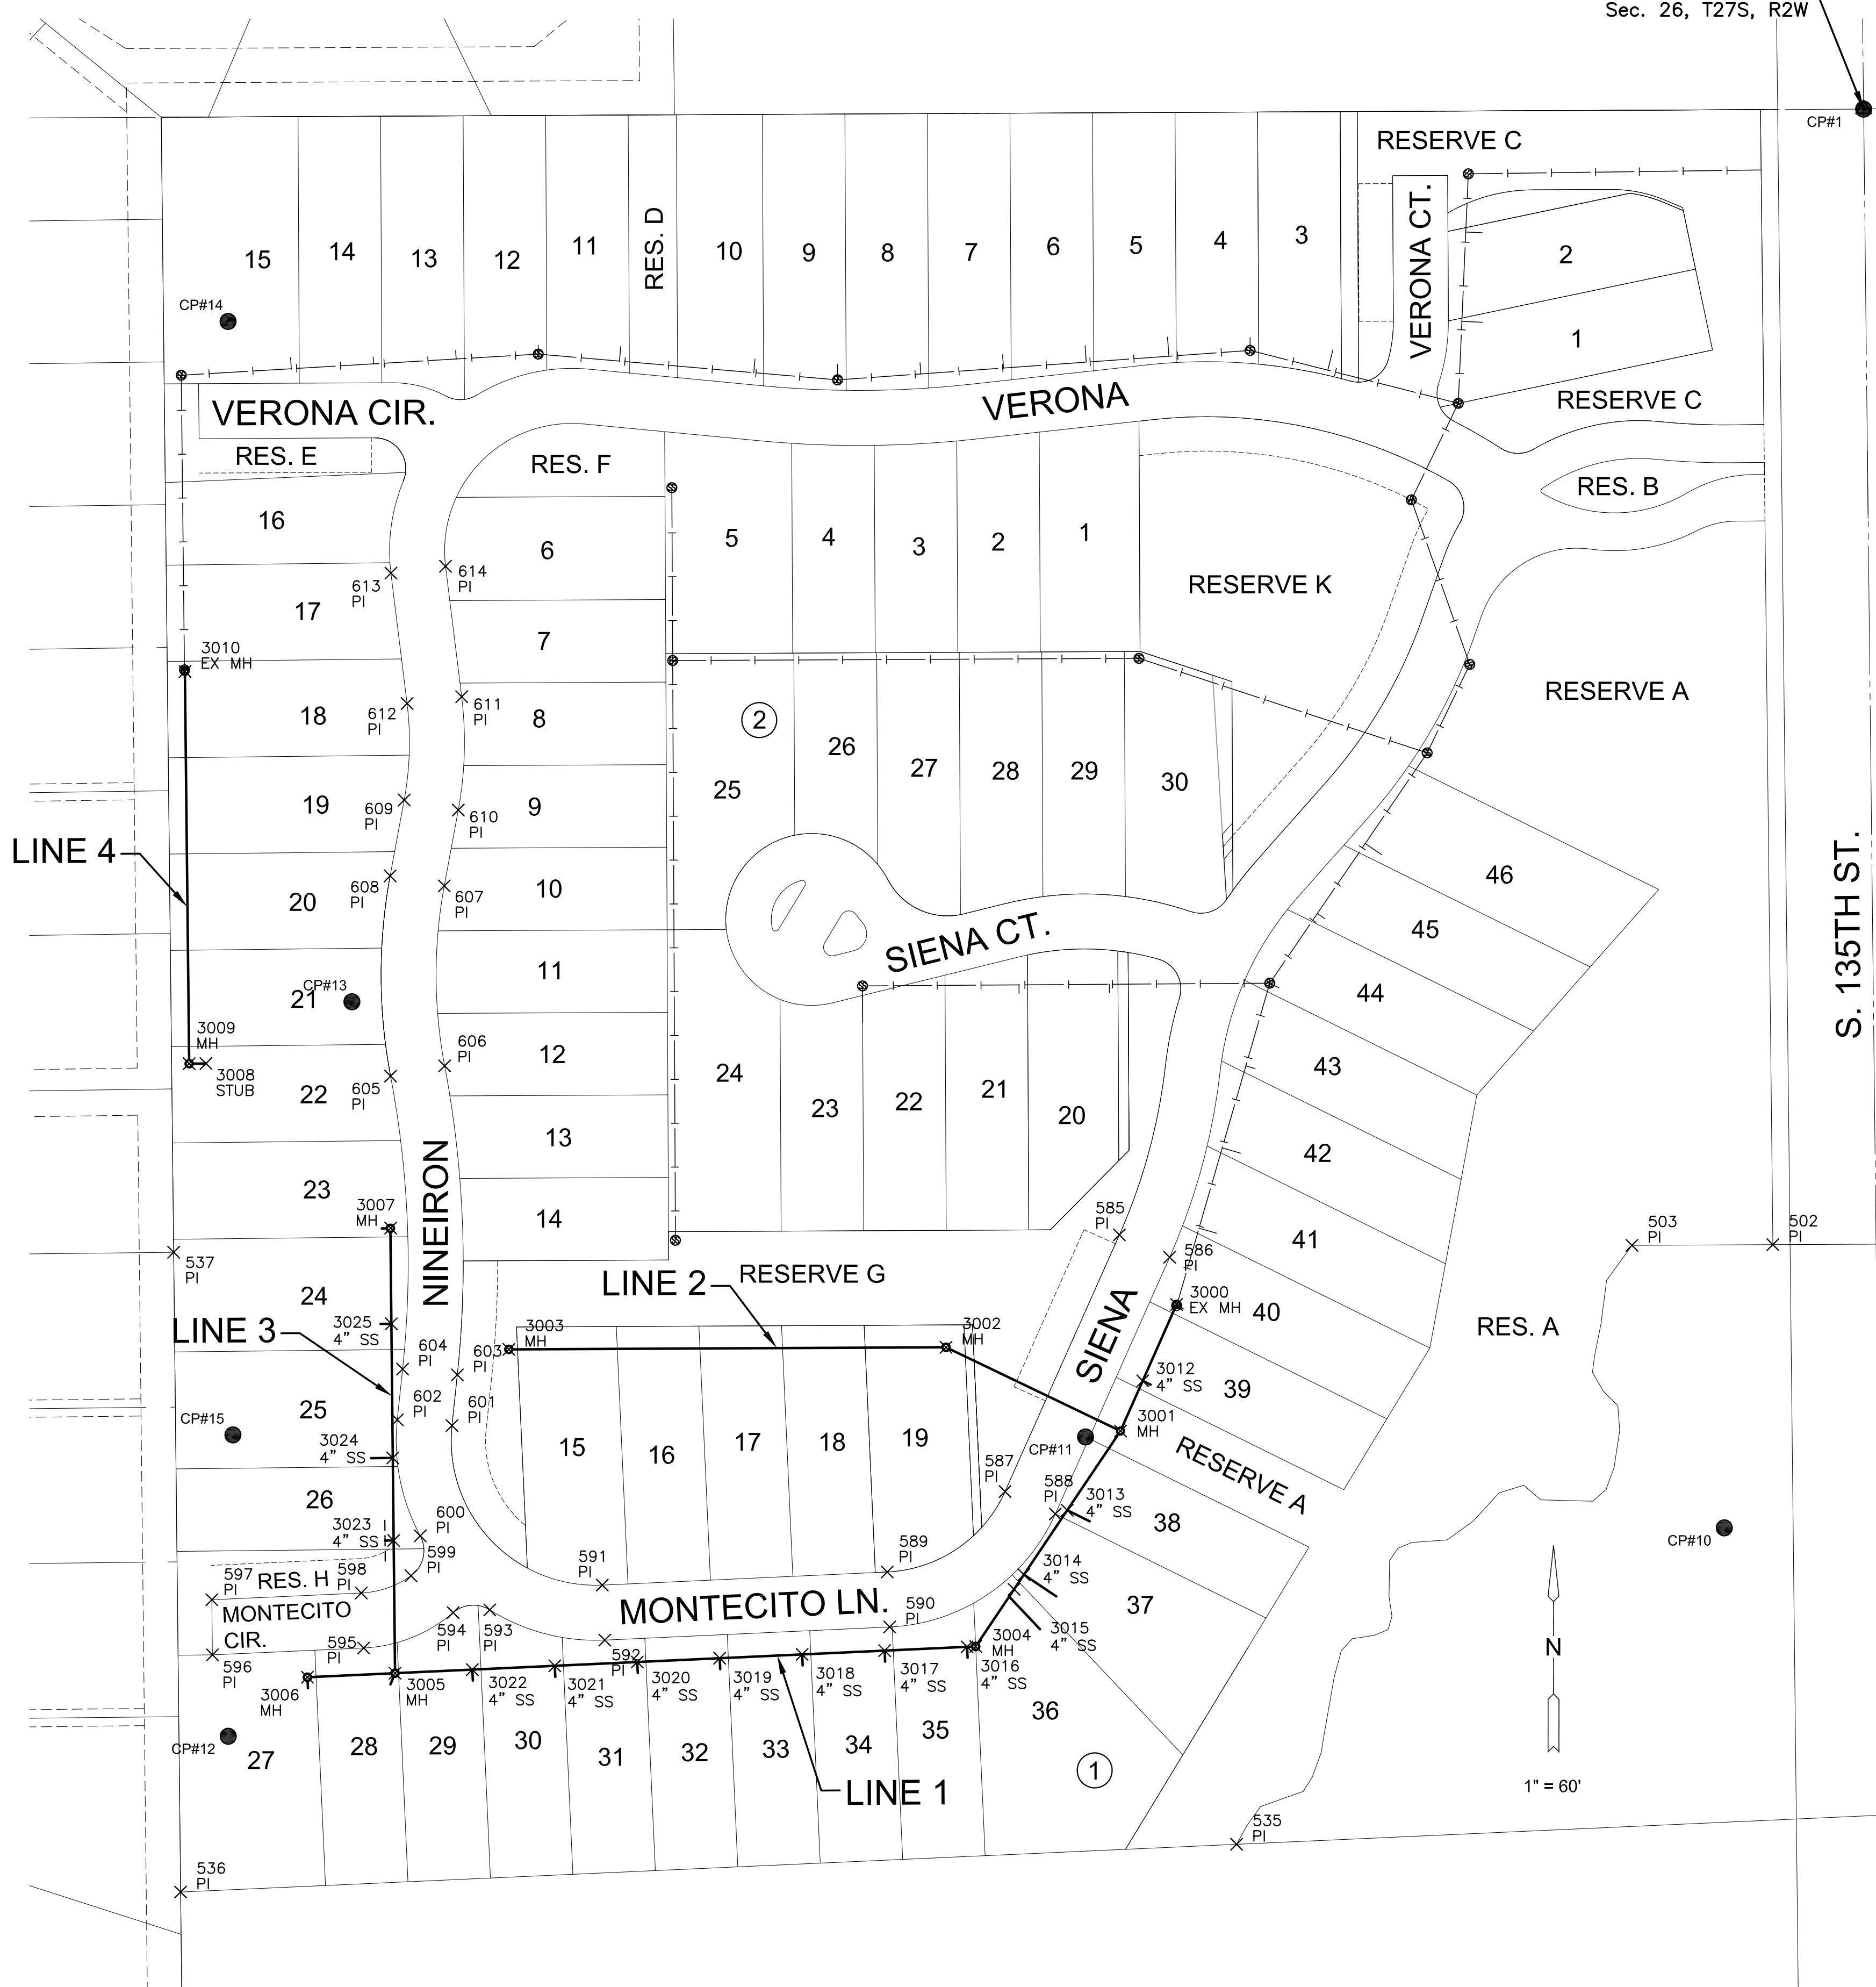 Sec. 26, T27S, R2W
CP#1
RESERVE C
VERONA CT.
RES. D
15
14
13
12
11
10
9
8
7
6
5
4
3
2
1
CP#14
VERONA CIR.
VERONA
RESERVE C
RES. E
RES. F
RES. B
16
6
5
4
3
2
1
613
PI
614
PI
RESERVE K
17
7
3010
EX MH
RESERVE A
18
612
PI
611
PI
8
2
26
27
28
29
30
25
19
609
PI
610
PI
9
LINE 4
46
20
608
PI
607
PI
10
SIENA CT.
45
S. 135TH ST.
21
CP#13
11
44
3009
MH
3008
STUB
22
605
PI
606
PI
12
24
23
22
21
20
43
13
42
NINEIRON
23
3007
MH
14
585
PI
586
PI
41
503
PI
502
PI
537
PI
24
LINE 2
RESERVE G
3000
EX MH
40
LINE 3
3025
4" SS
3003
MH
3002
MH
SIENA
RES. A
604
PI
603
PI
3012
4" SS
39
25
602
PI
601
PI
CP#15
3024
4" SS
15
16
17
18
19
3001
MH
CP#11
RESERVE A
26
587
PI
588
PI
3013
4" SS
38
3023
4" SS
600
PI
CP#10
599
PI
597
PI
RES. H
598
PI
591
PI
589
PI
3014
4" SS
37
MONTECITO
CIR.
MONTECITO LN.
594
PI
593
PI
590
PI
3015
4" SS
595
PI
592
PI
3004
MH
596
PI
3006
MH
3005
MH
3022
4" SS
3021
4" SS
3020
4" SS
3019
4" SS
3018
4" SS
3017
4" SS
3016
4" SS
N
36
CP#12
27
28
29
30
31
32
33
34
35
1
LINE 1
1" = 60'
535
PI
536
PI